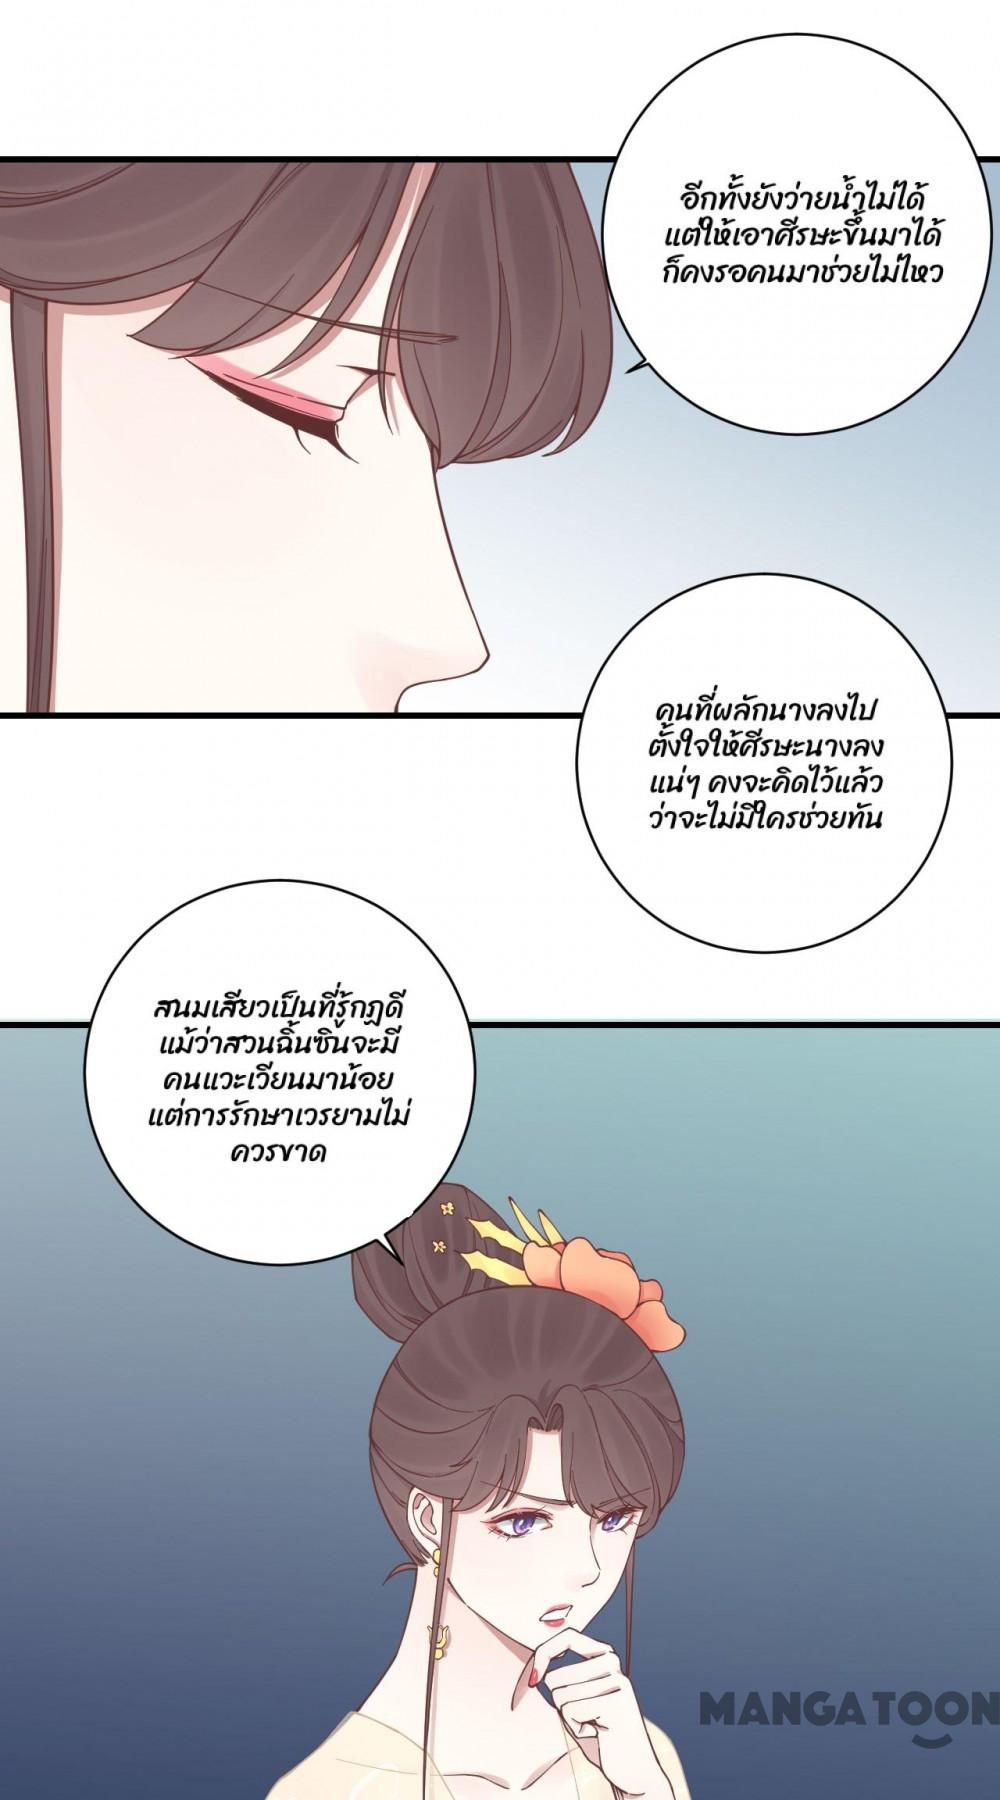 อีกทั้งยังว่ายน้ำไม่ได้
แต่ให้เอาศีรษะขึ้นมาได้
ก็คงรอคนมาช่วยไม่ไหว
คนที่ผลักนางลงไป
ตั้งใจให้ศีรษะนางลง
แน่ๆ คงจะคิดไว้แล้ว
ว่าจะไม่มีใครช่วยทัน
สนมเสียวเป็นที่รู้กฏดี
แม้ว่าสวนฉิ้นซินจะมี
คนแวะเวียนมาน้อย
แต่การรักษาเวรยามไม่
ควรขาด
MANGATOON